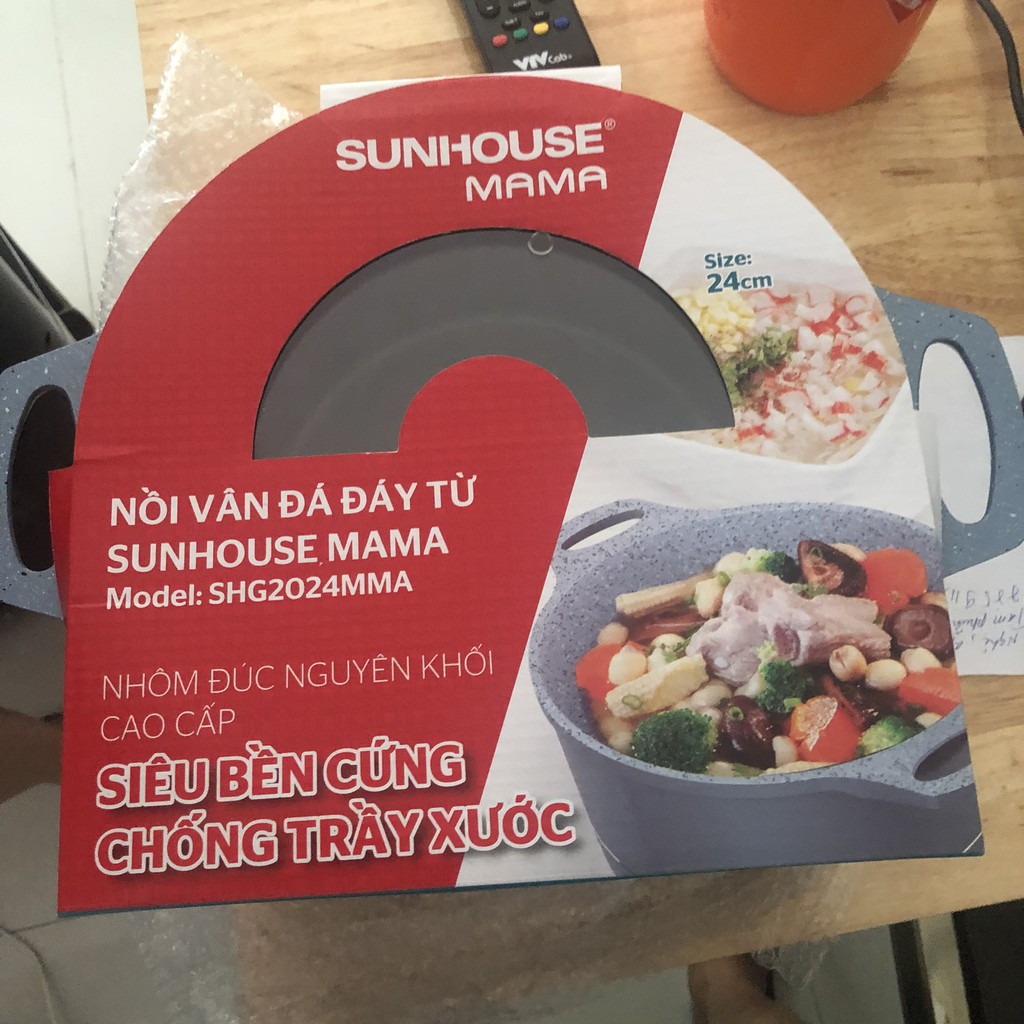 VTVCab
SUNHOUSE®
MAMA
Size:
24cm
NỒI VÂN ĐÁ ĐÁY TỪ
SUNHOUSE MAMA
Model: SHG2024MMA
NHÔM ĐÚC NGUYÊN KHỐI
CAO CẤP
SIÊU BỀN CỨNG
CHỐNG TRẦY XƯỚC